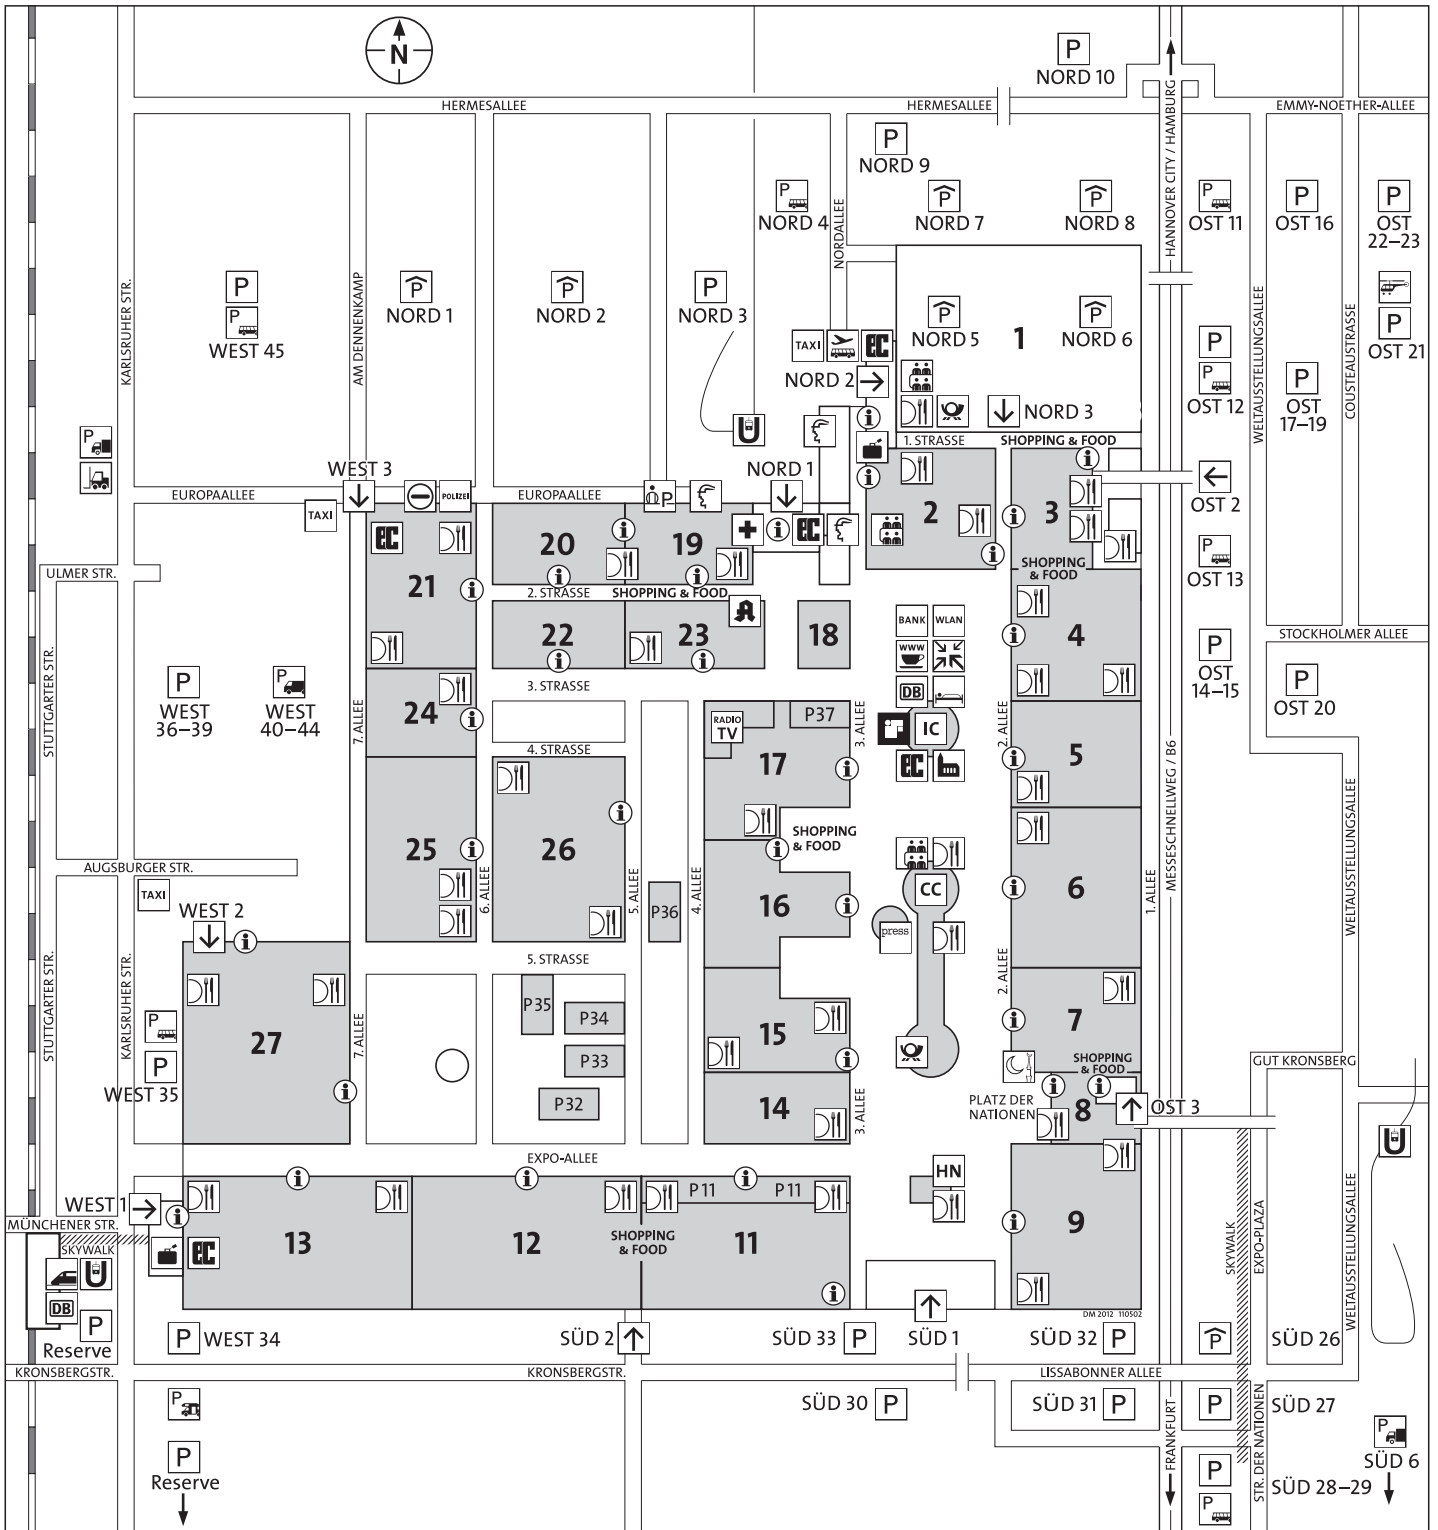 N
P
NORD 10
HERMESALLEE
HERMESALLEE
EMMY-NOETHER-ALLEE
HANNOVER CITY / HAMBURG
P
NORD 9
P
NORD 4
P
NORD 7
P
NORD 8
P
OST 11
P
OST 16
P
OST
22–23
NORDALLEE
KARLSRUHER STR.
AM DENNENKAMP
P
P
WEST 45
P
NORD 1
P
NORD 2
P
NORD 3
P
NORD 5
1
P
NORD 6
P
OST 21
WELTAUSSTELLUNGSALLEE
COUSTEAUSTRASSE
TAXI
EC
NORD 2
P
P
OST 12
P
OST
17–19
NORD 3
P
U
i
1. STRASSE
SHOPPING & FOOD
WEST 3
NORD 1
EUROPAALLEE
TAXI
POLIZEI
EUROPAALLEE
P
i
2
i
i
i
3
OST 2
EC
21
i
20
i
i
19
i
i
EC
SHOPPING
& FOOD
P
OST 13
ULMER STR.
2. STRASSE
SHOPPING & FOOD
A
22
i
23
i
18
BANK
WLAN
WWW
DB
i
4
STOCKHOLMER ALLEE
P
OST
14–15
P
OST 20
STUTTGARTER STR.
P
WEST
36–39
P
WEST
40–44
7. ALLEE
24
i
3. STRASSE
4. STRASSE
RADIO
TV
P37
17
i
3. ALLEE
IC
EC
2. ALLEE
i
5
MESSESCHNELLWEG / B6
WELTAUSSTELLUNGSALLEE
25
i
26
i
SHOPPING
& FOOD
i
AUGSBURGER STR.
TAXI
WEST 2
i
6. ALLEE
5. ALLEE
P36
4. ALLEE
16
i
CC
press
i
6
1. ALLEE
WELTAUSSTELLUNGSALLEE
5. STRASSE
2. ALLEE
STUTTGARTER STR.
KARLSRUHER STR.
P
P
WEST 35
27
i
7. ALLEE
P35
P34
P33
P32
15
i
i
7
SHOPPING
& FOOD
GUT KRONSBERG
14
3. ALLEE
PLATZ DER
NATIONEN
i
i
8
OST 3
U
EXPO-ALLEE
WEST 1
i
MÜNCHENER STR.
SKYWALK
EC
i
13
i
12
SHOPPING
& FOOD
P 11
i
P 11
11
i
HN
i
9
SKYWALK
EXPO-PLAZA
WELTAUSSTELLUNGSALLEE
U
DB
P
Reserve
DM 2012 110502
P
WEST 34
SÜD 2
SÜD 33
P
SÜD 1
SÜD 32
P
P
SÜD 26
KRONSBERGSTR.
KRONSBERGSTR.
LISSABONNER ALLEE
P
P
Reserve
SÜD 30
P
SÜD 31
P
FRANKFURT
P
SÜD 27
STR. DER NATIONEN
P
SÜD 6
P
P
SÜD 28–29